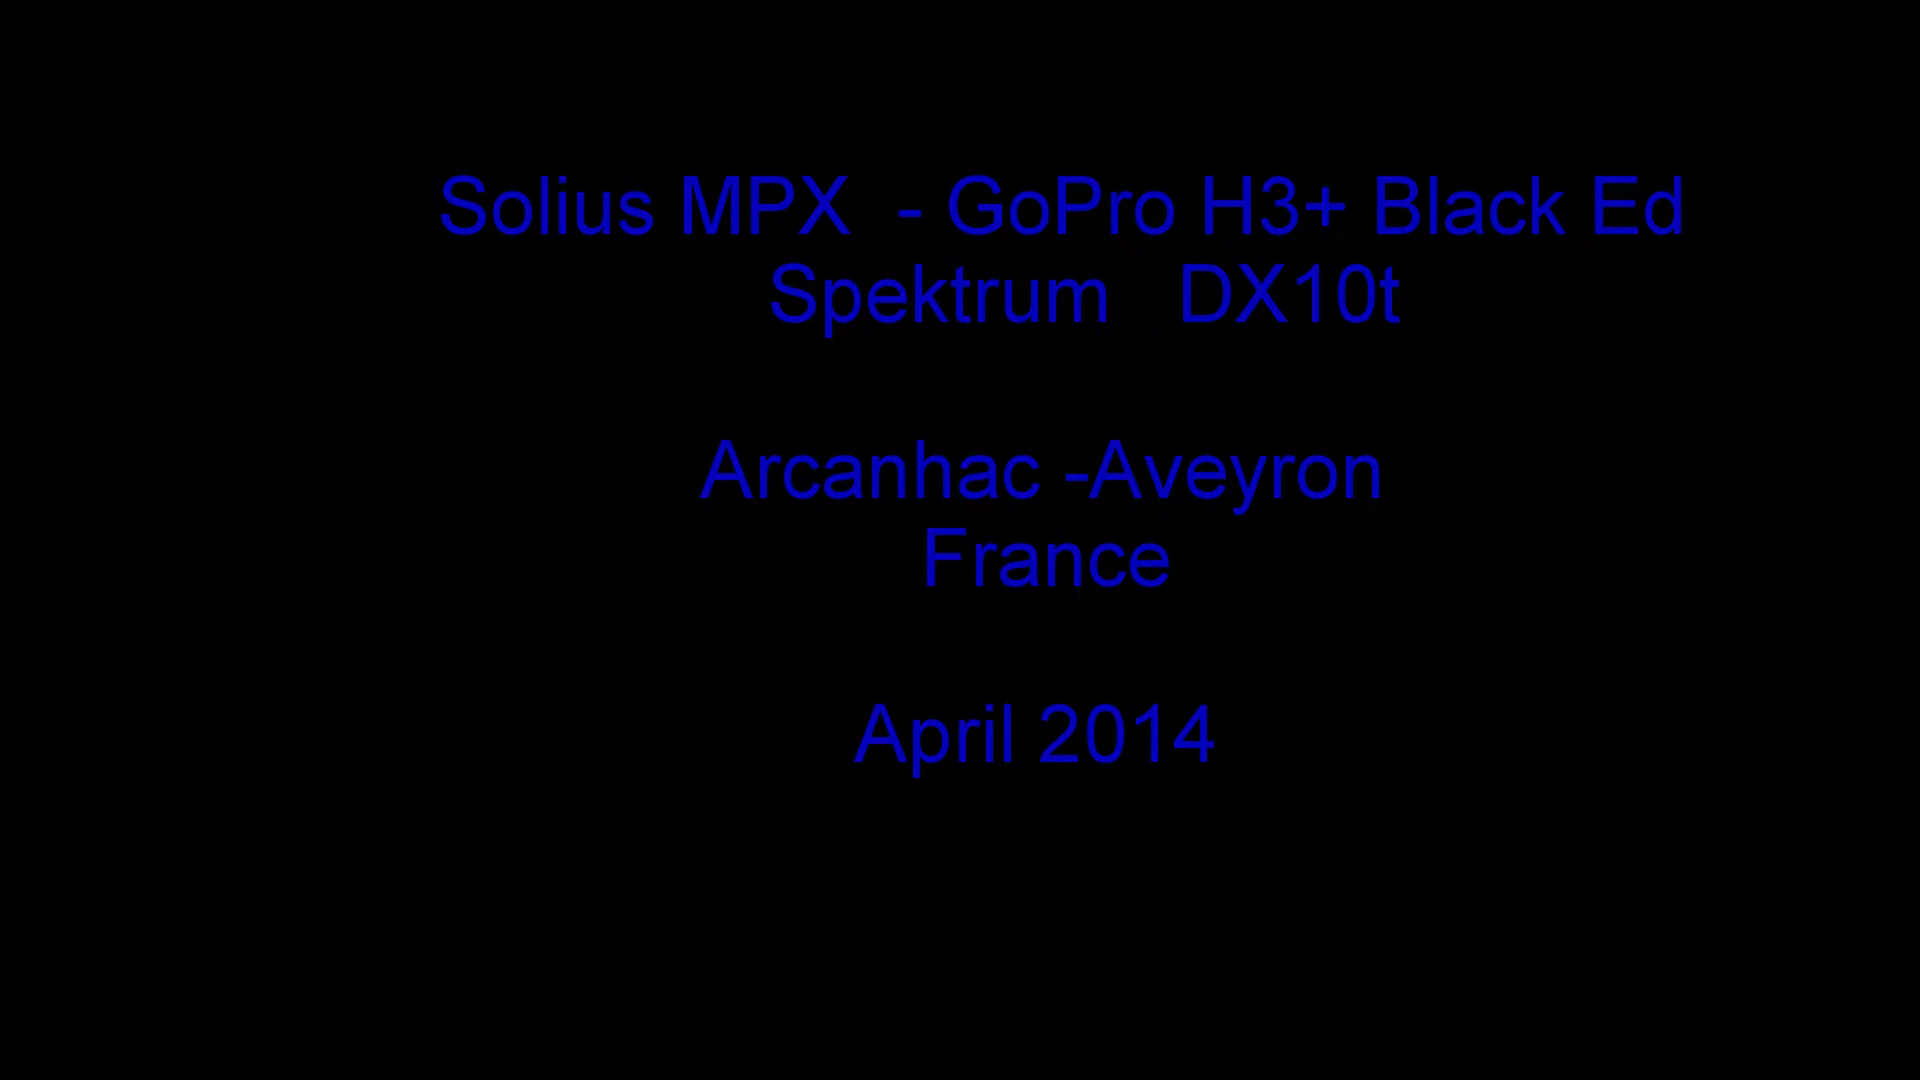 Solius MPX  - GoPro H3+ Black Ed
Spektrum   DX10t
Arcanhac -Aveyron
France
April 2014